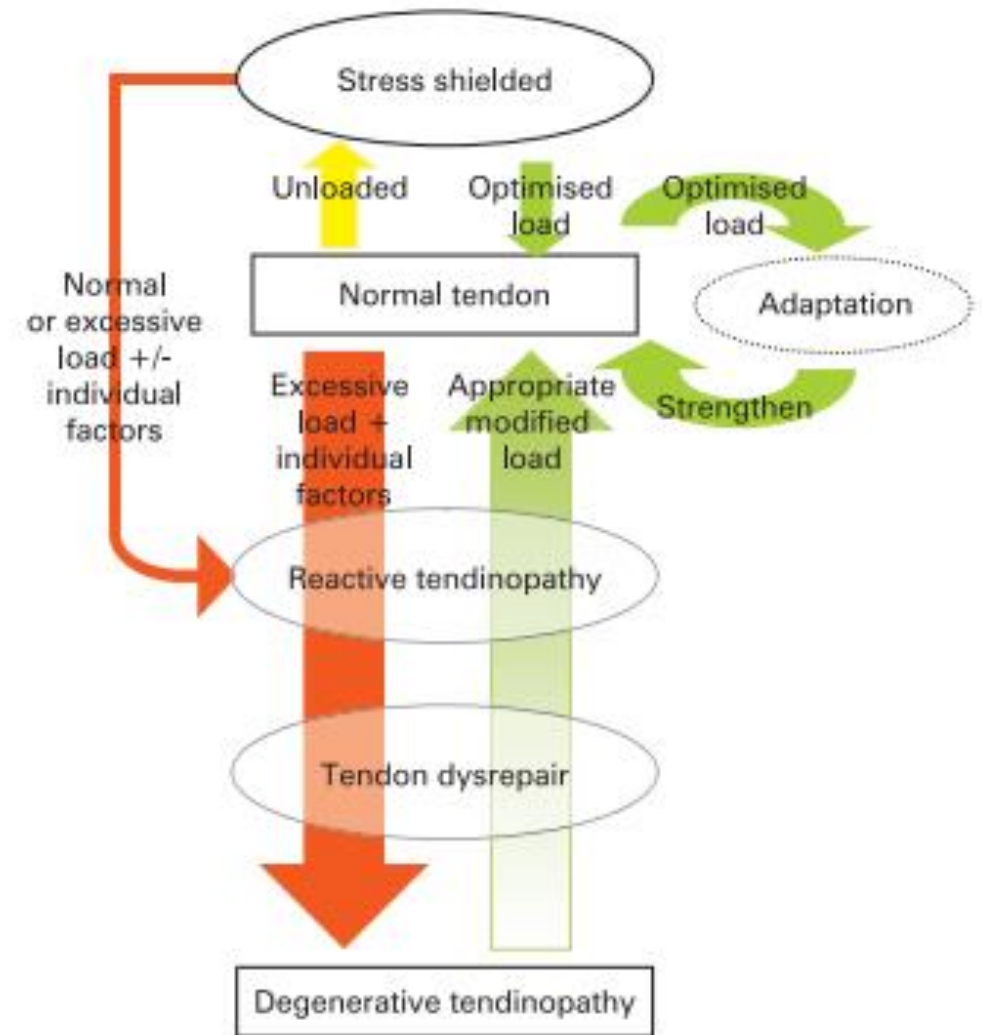 Stress shielded
Unloaded
Optimised
load
Optimised
load
Normal
or excessive
load +/-
individual
factors
Normal tendon
Adaptation
Excessive
load +
individual
factors
Appropriate
modified
load
Strengthen
Reactive tendinopathy
Tendon dysrepair
Degenerative tendinopathy